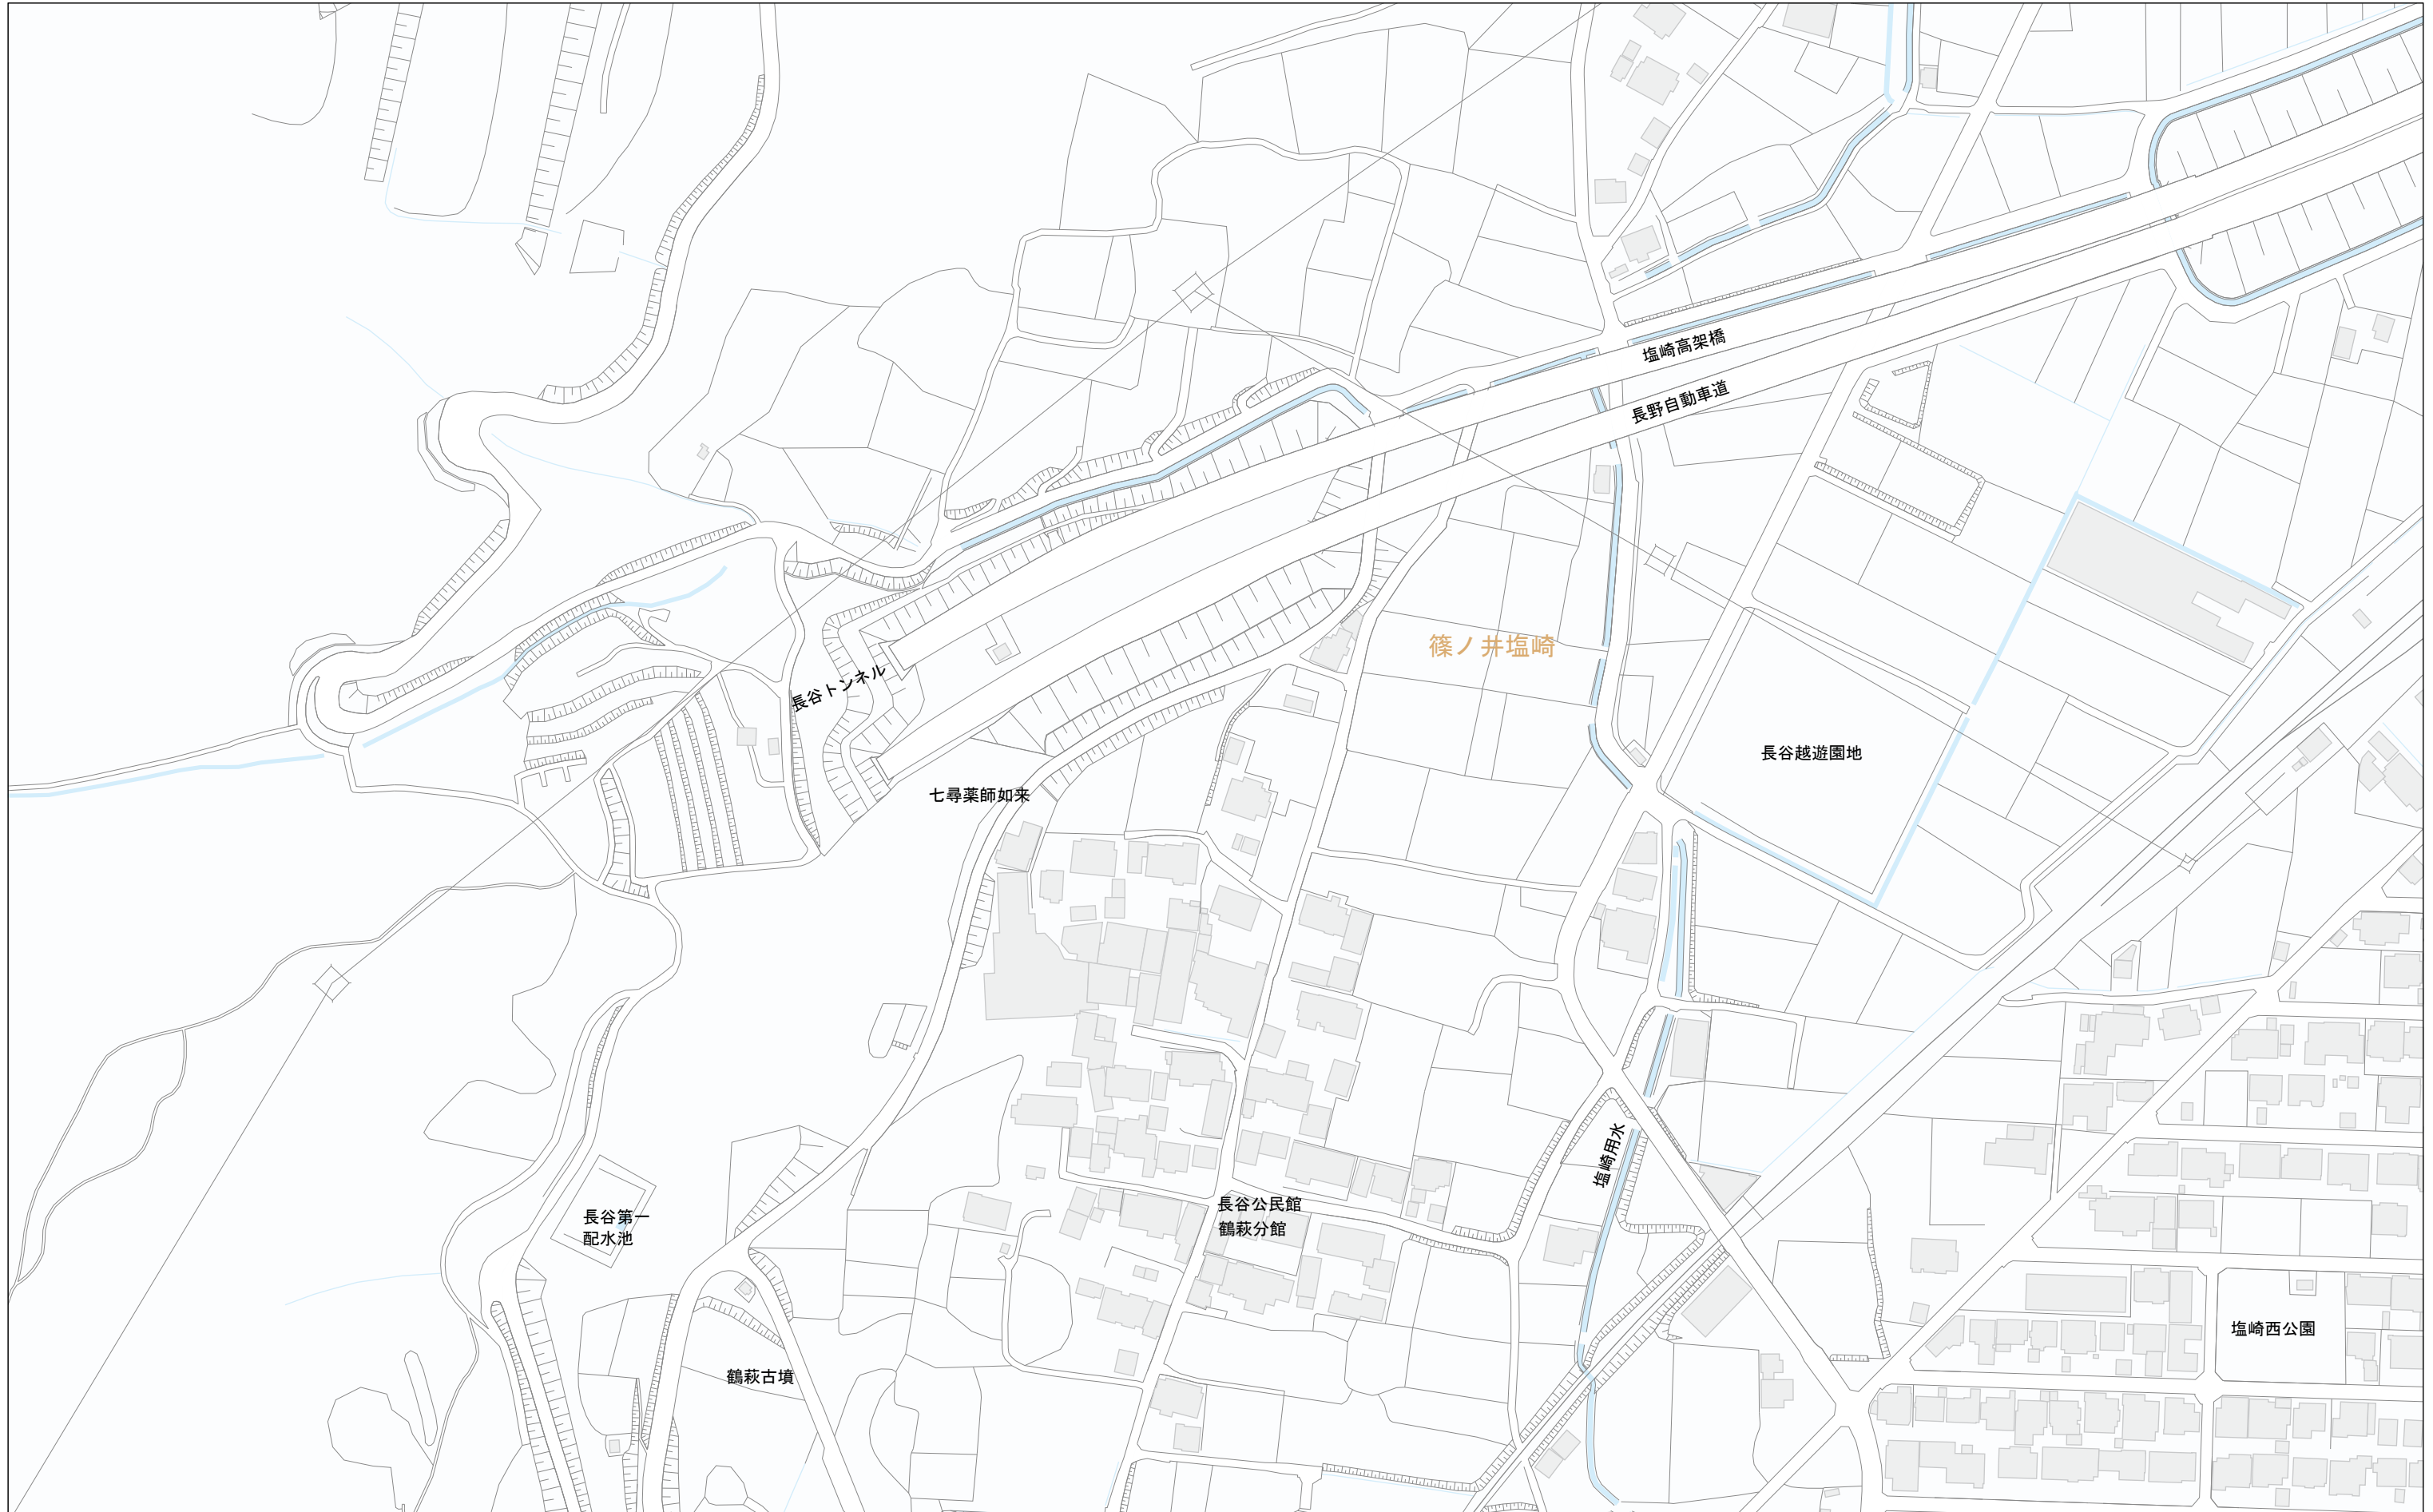 塩崎高架橋
長野自動車道
篠ノ井塩崎
長谷トンネル
長谷越遊園地
七尋薬師如来
塩崎用水
長谷公民館
鶴萩分館
長谷第一
配水池
塩崎西公園
鶴萩古墳